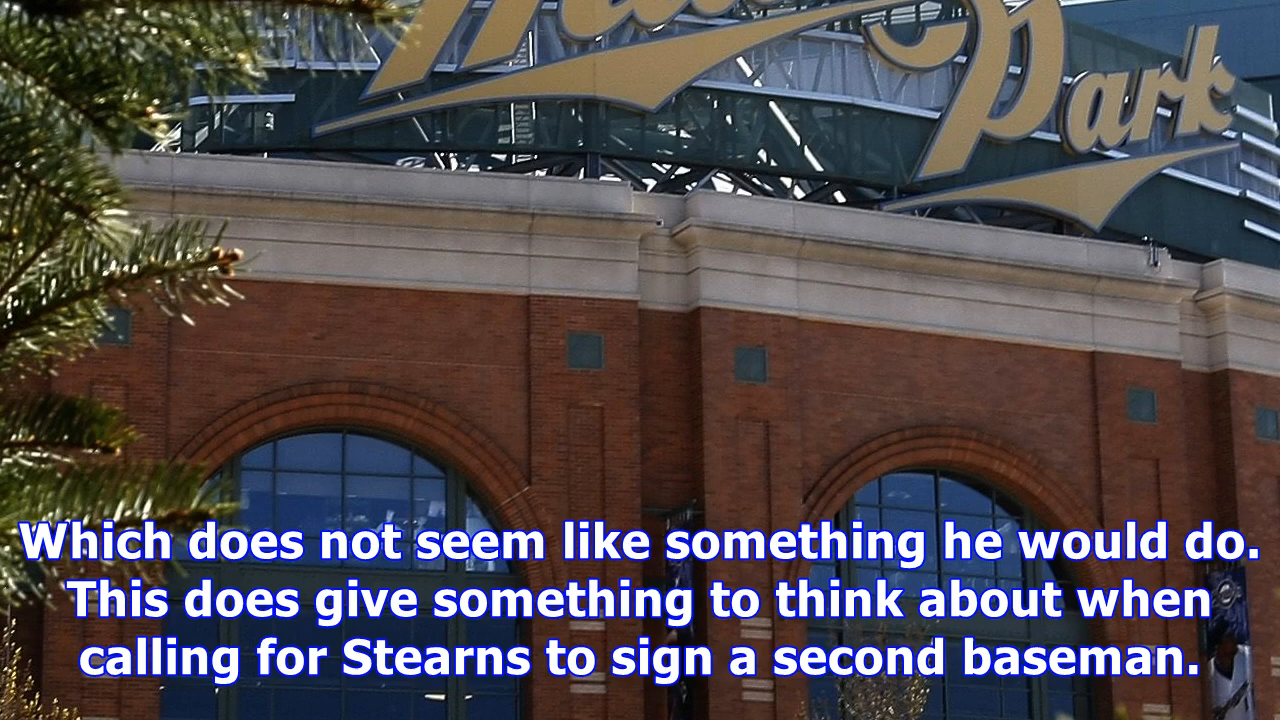 Park
Which does not seem like something he would do.
This does give something to think about when
calling for Stearns to sign a second baseman.